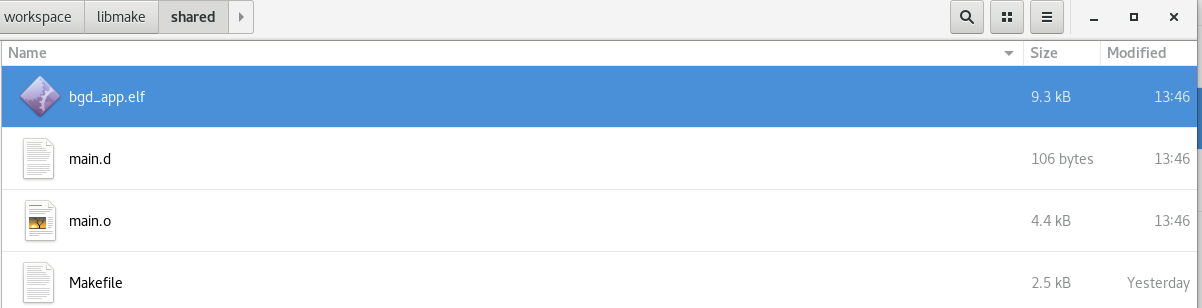 workspace libmake shared
Name Size Modified
bgd_app.elf 9.3 kB 13:46
main.d 106 bytes 13:46
main.o 4.4 kB 13:46
Makefile 2.5 kB Yesterday